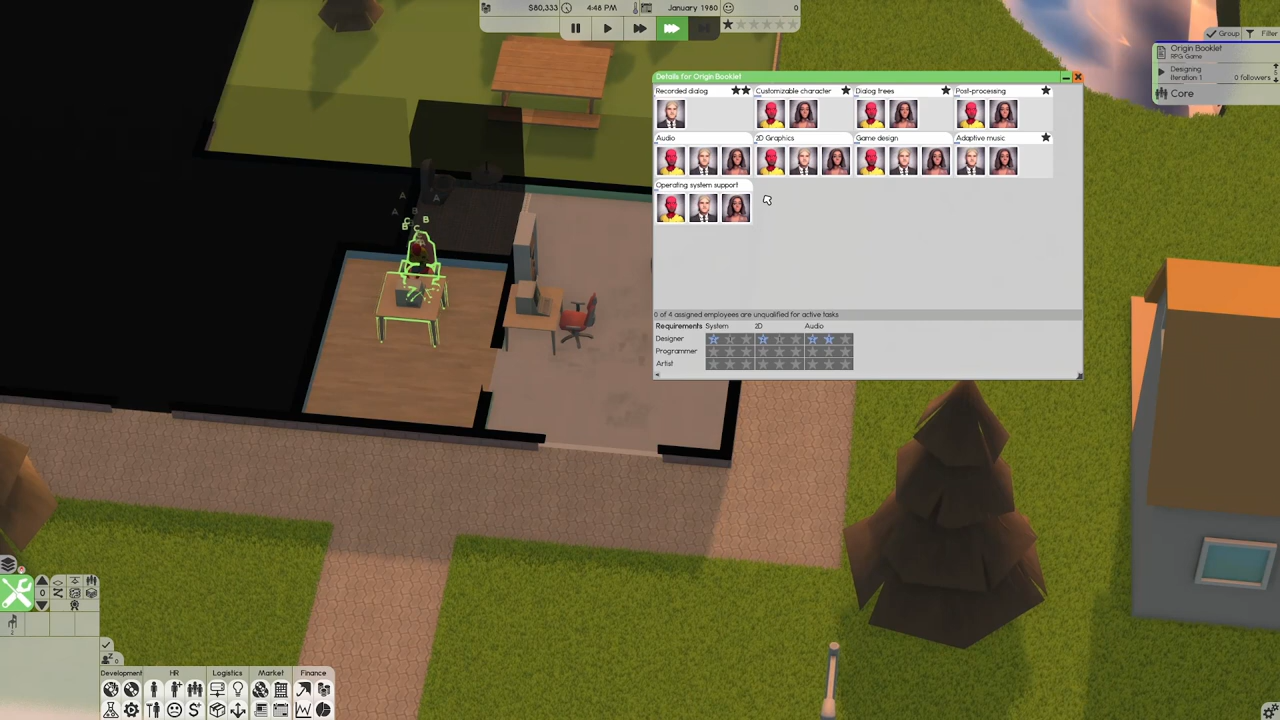 $80,333
4:46 PM
January 1980
0
Group
Filter
Origin Booklet
RPG Game
Designing
Iteration 1
0 followers
Core
Details for Origin Booklet
Recorded dialog
Customizable character
Dialog trees
Post-processing
Audio
2D Graphics
Game design
Adaptive music
Operating system support
0 of 4 assigned employees are unqualified for active tasks
Requirements
System
2D
Audio
Designer
Programmer
Artist
A
A
B
A
B
C
B
C
0
0
Development
HR
Logistics
Market
Finance